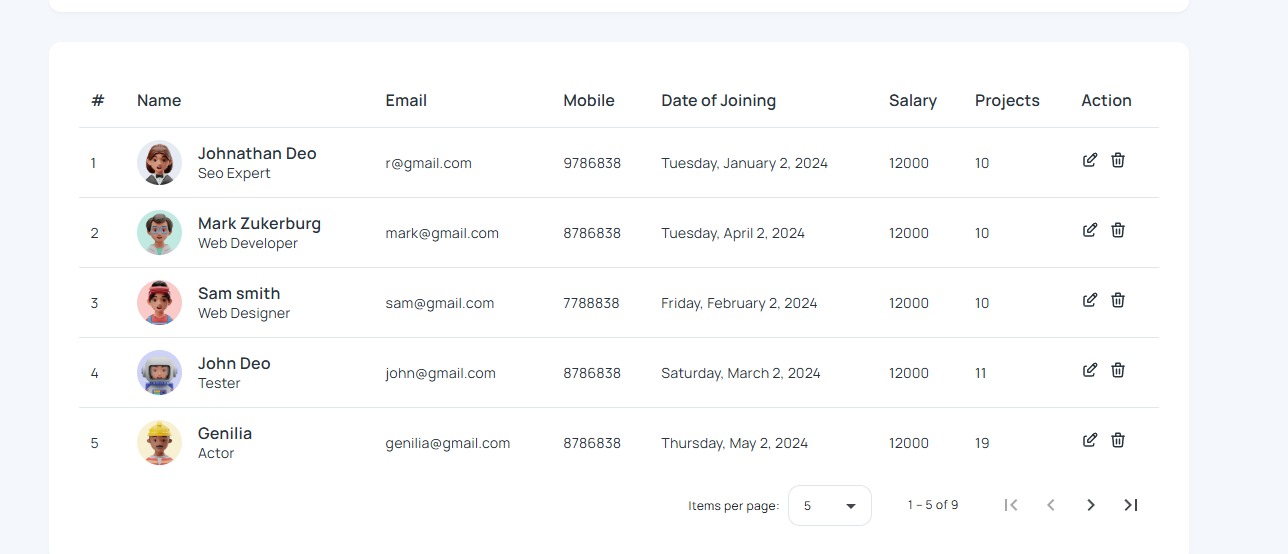 # Name Email Mobile Date of Joining Salary Projects Action
1 Johnathan Deo r@gmail.com 9786838 Tuesday, January 2, 2024 12000 10
Seo Expert
2 Mark Zukerburg mark@gmail.com 8786838 Tuesday, April 2, 2024 12000 10
Web Developer
3 Sam smith sam@gmail.com 7788838 Friday, February 2, 2024 12000 10
Web Designer
4 John Deo john@gmail.com 8786838 Saturday, March 2, 2024 12000 11
Tester
5 Genilia genilia@gmail.com 8786838 Thursday, May 2, 2024 12000 19
Actor
Items per page: 5 1 – 5 of 9